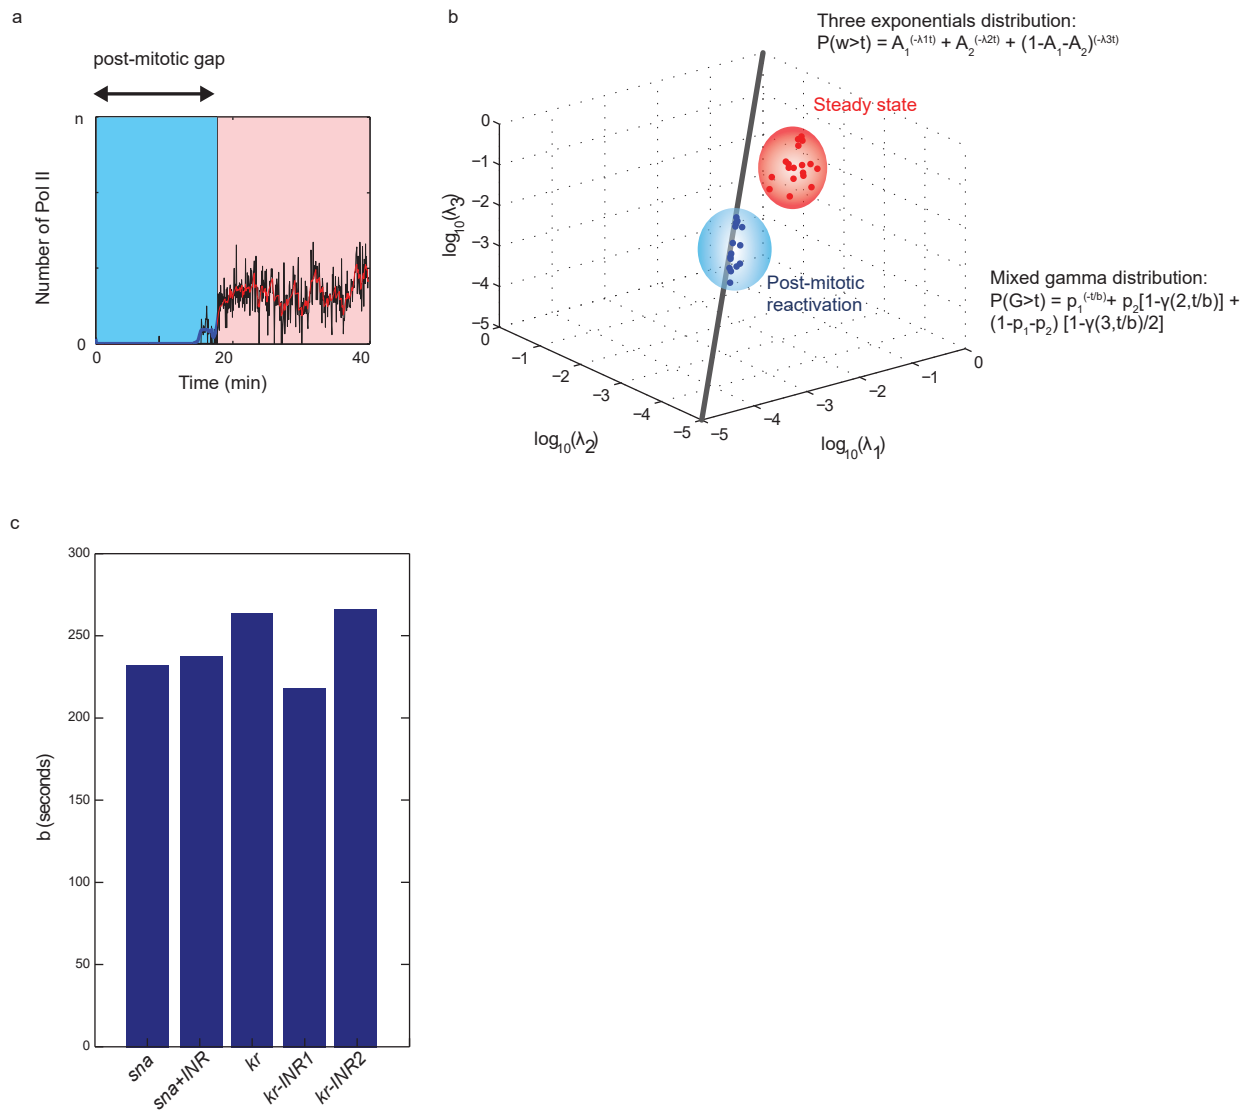 a
post-mitotic gap
n
Number of Pol II
0
0 20 40
Time (min)
b
Three exponentials distribution:
P(w>t) = A₁⁽⁻λ¹ᵗ⁾ + A₂⁽⁻λ²ᵗ⁾ + (1-A₁-A₂)⁽⁻λ³ᵗ⁾
Steady state
0
−1
−2
−3
−4
−5
log₁₀(λ3)
Post-mitotic
reactivation
Mixed gamma distribution:
P(G>t) = p₁⁽⁻ᵗ/ᵇ⁾+ p₂[1-γ(2,t/b)] +
(1-p₁-p₂) [1-γ(3,t/b)/2]
0
−1
−2
−3
−4
−5
log₁₀(λ2)
−5
−4
−3
−2
−1
0
log₁₀(λ1)
c
300
250
200
150
100
50
0
b (seconds)
sna
sna+INR
kr
kr-INR1
kr-INR2